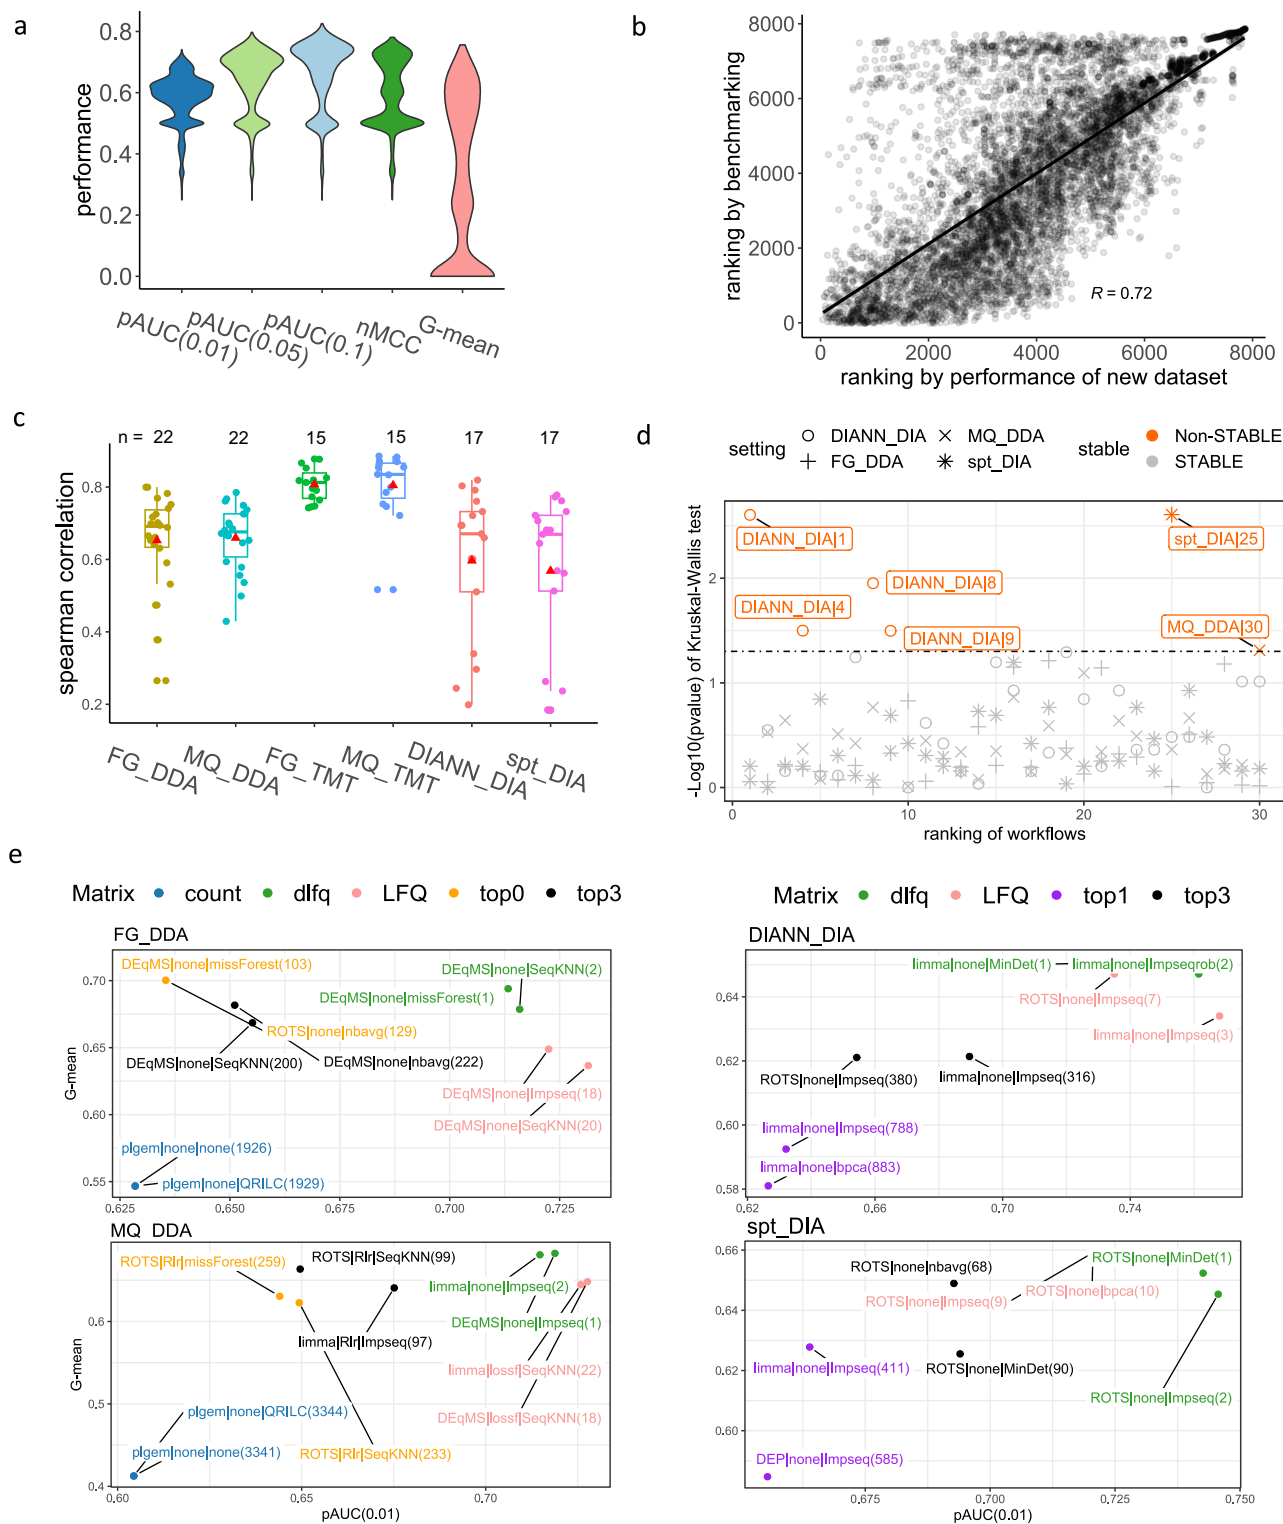 a
performance
0.8
0.6
0.4
0.2
0.0
pAUC(0.01)
pAUC(0.05)
pAUC(0.1)
nMCC
G-mean
b
ranking by benchmarking
8000
6000
4000
2000
0
R = 0.72
0
2000
4000
6000
8000
ranking by performance of new dataset
c
n = 22 22 15 15 17 17
spearman correlation
0.8
0.6
0.4
0.2
FG_DDA
MQ_DDA
FG_TMT
MQ_TMT
DIANN_DIA
spt_DIA
d
setting DIANN_DIA MQ_DDA stable Non-STABLE
FG_DDA spt_DIA STABLE
-Log10(pvalue) of Kruskal-Wallis test
2
1
0
DIANN_DIA|1
spt_DIA|25
DIANN_DIA|8
DIANN_DIA|4
DIANN_DIA|9
MQ_DDA|30
0
10
20
30
ranking of workflows
e
Matrix count dlfq LFQ top0 top3
FG_DDA
G-mean
0.70
0.65
0.60
0.55
DEqMS|none|missForest(103)
DEqMS|none|SeqKNN(2)
DEqMS|none|missForest(1)
ROTS|none|nbavg(129)
DEqMS|none|SeqKNN(200)
DEqMS|none|nbavg(222)
DEqMS|none|Impseq(18)
DEqMS|none|SeqKNN(20)
plgem|none|none(1926)
plgem|none|QRILC(1929)
0.625
0.650
0.675
0.700
0.725
MQ_DDA
G-mean
0.6
0.5
0.4
ROTS|Rlr|missForest(259)
ROTS|Rlr|SeqKNN(99)
limma|none|Impseq(2)
DEqMS|none|Impseq(1)
limma|Rlr|Impseq(97)
limma|lossf|SeqKNN(22)
DEqMS|lossf|SeqKNN(18)
plgem|none|QRILC(3344)
plgem|none|none(3341)
ROTS|Rlr|SeqKNN(233)
0.60
0.65
0.70
pAUC(0.01)
Matrix dlfq LFQ top1 top3
DIANN_DIA
0.64
0.62
0.60
0.58
limma|none|MinDet(1)
limma|none|Impseqrob(2)
ROTS|none|Impseq(7)
limma|none|Impseq(3)
ROTS|none|Impseq(380)
limma|none|Impseq(316)
limma|none|Impseq(788)
limma|none|bpca(883)
0.62
0.66
0.70
0.74
spt_DIA
0.66
0.64
0.62
0.60
ROTS|none|nbavg(68)
ROTS|none|MinDet(1)
ROTS|none|Impseq(9)
ROTS|none|bpca(10)
limma|none|Impseq(411)
ROTS|none|MinDet(90)
ROTS|none|Impseq(2)
DEP|none|Impseq(585)
0.675
0.700
0.725
0.750
pAUC(0.01)